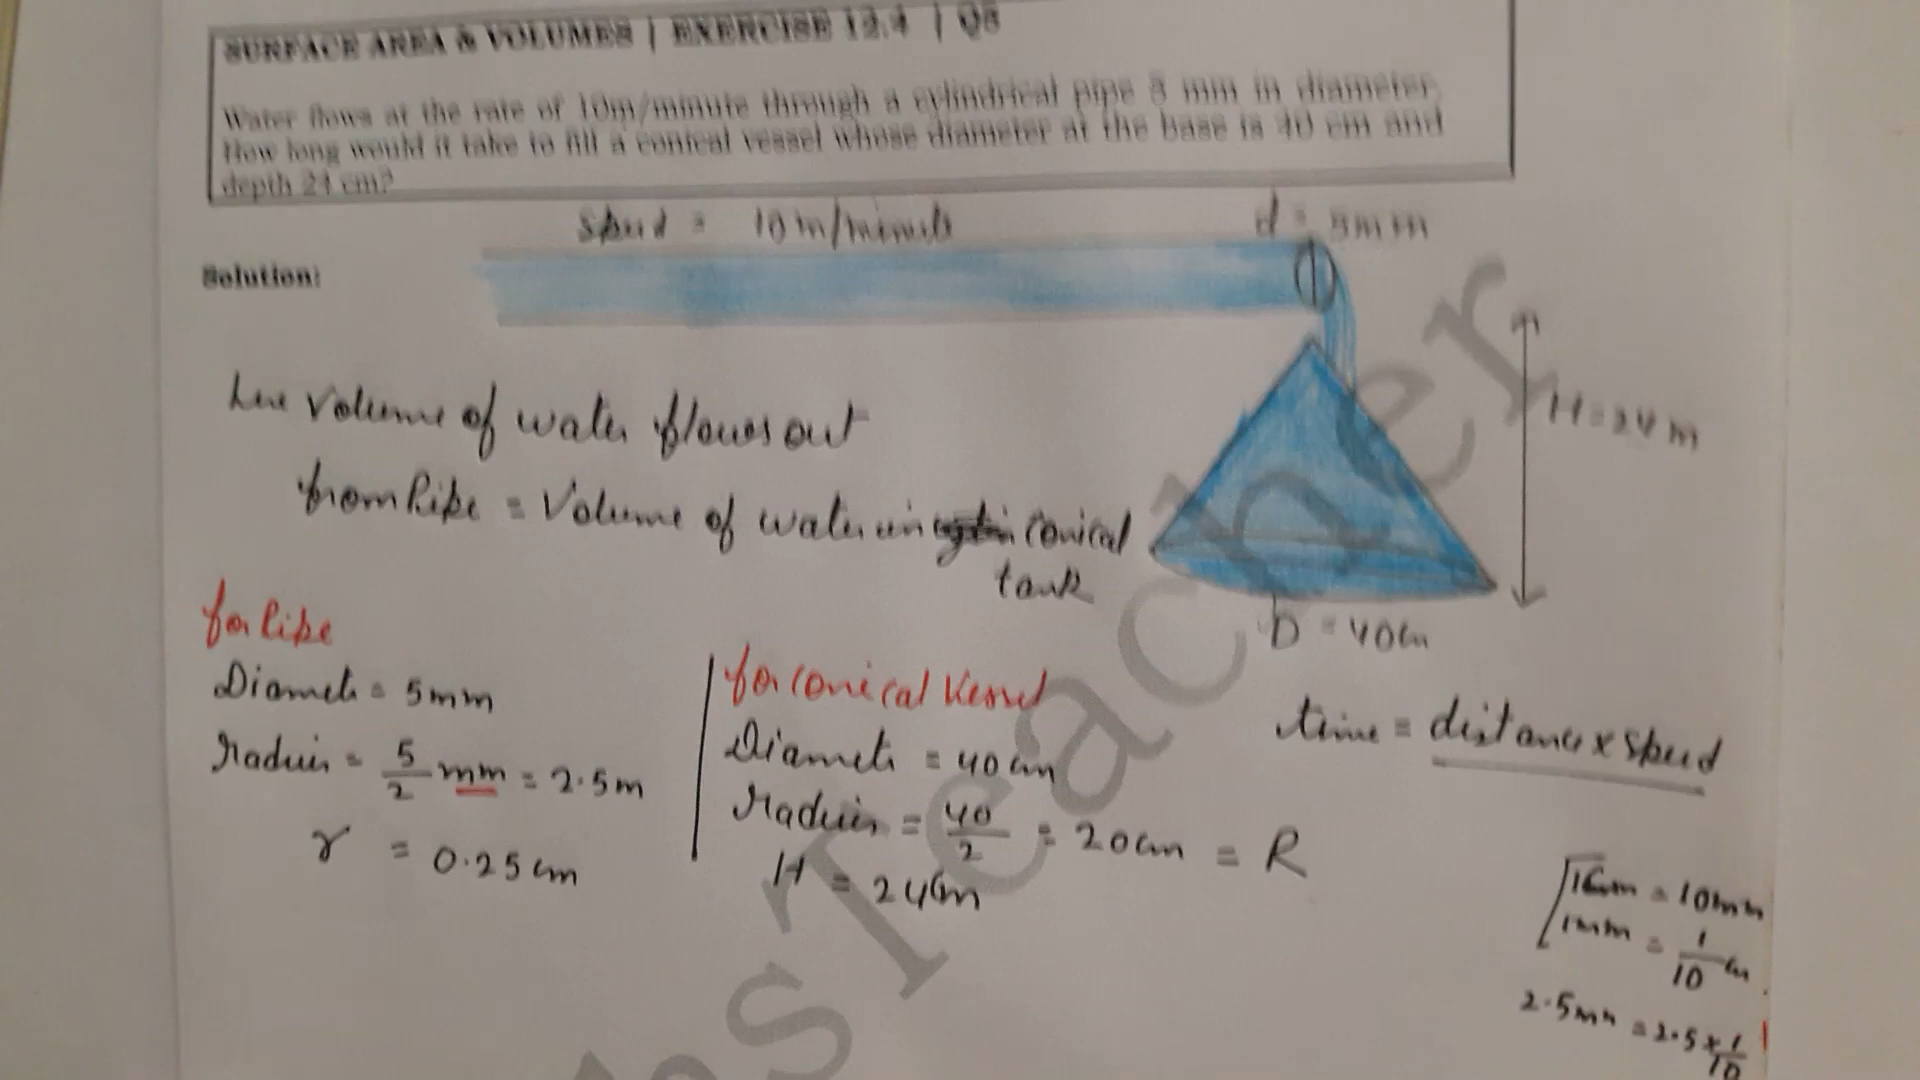 SURFACE AREA & VOLUMES | EXERCISE 12.4 | Q8
Water flows at the rate of 10m/minute through a cylindrical pipe 5 mm in diameter.
How long would it take to fill a conical vessel whose diameter at the base is 40 cm and
depth 24 cm?
speed = 10m/minute
d = 5mm
Solution:
H = 24 m
volume of water flows out
from Pipe = Volume of water in conical
tank
D = 40cm
for Pipe
Diameter = 5mm
radius = 5/2 mm = 2.5m
r = 0.25cm
for conical Vessel
Diameter = 40cm
radius = 40/2 = 20cm = R
H = 24cm
time = distance x speed
1cm = 10mm
1mm = 1/10 cm
2.5mm = 2.5 x 1/10
Teacher